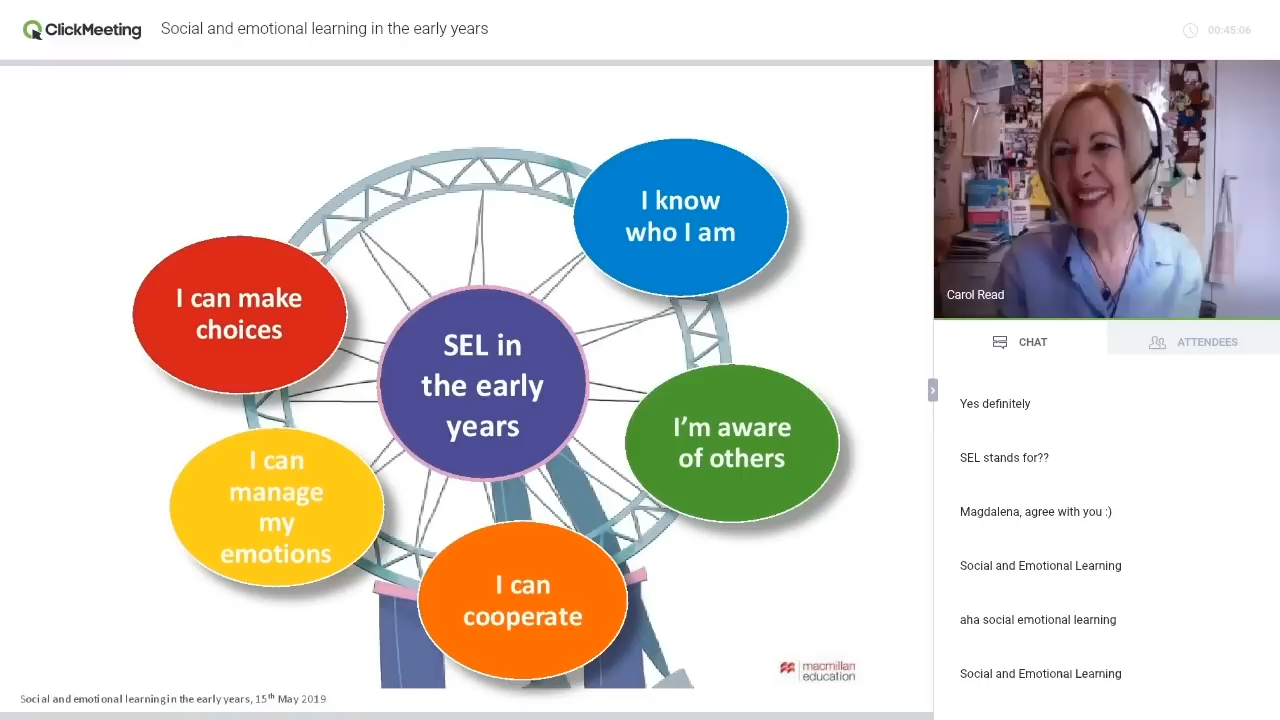 ClickMeeting
Social and emotional learning in the early years
00:45:06
I know
who I am
I can make
choices
SEL in
the early
years
I'm aware
of others
I can
manage
my
emotions
I can
cooperate
macmillan
education
Social and emotional learning in the early years, 15th May 2019
Carol Read
CHAT
ATTENDEES
Yes definitely
SEL stands for??
Magdalena, agree with you :)
Social and Emotional Learning
aha social emotional learning
Social and Emotional Learning